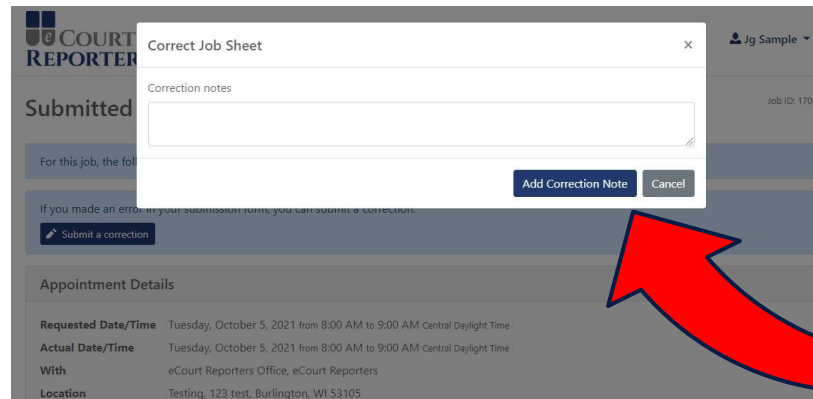 eCOURT
REPORTER
Correct Job Sheet ×
Jg Sample
Correction notes
Submitted
Job ID: 170
For this job, the foll
Add Correction Note Cancel
If you made an error in your submission form, you can submit a correction.
Submit a correction
Appointment Details
Requested Date/Time Tuesday, October 5, 2021 from 8:00 AM to 9:00 AM Central Daylight Time
Actual Date/Time Tuesday, October 5, 2021 from 8:00 AM to 9:00 AM Central Daylight Time
With eCourt Reporters Office, eCourt Reporters
Location Testing, 123 test, Burlington, WI 53105